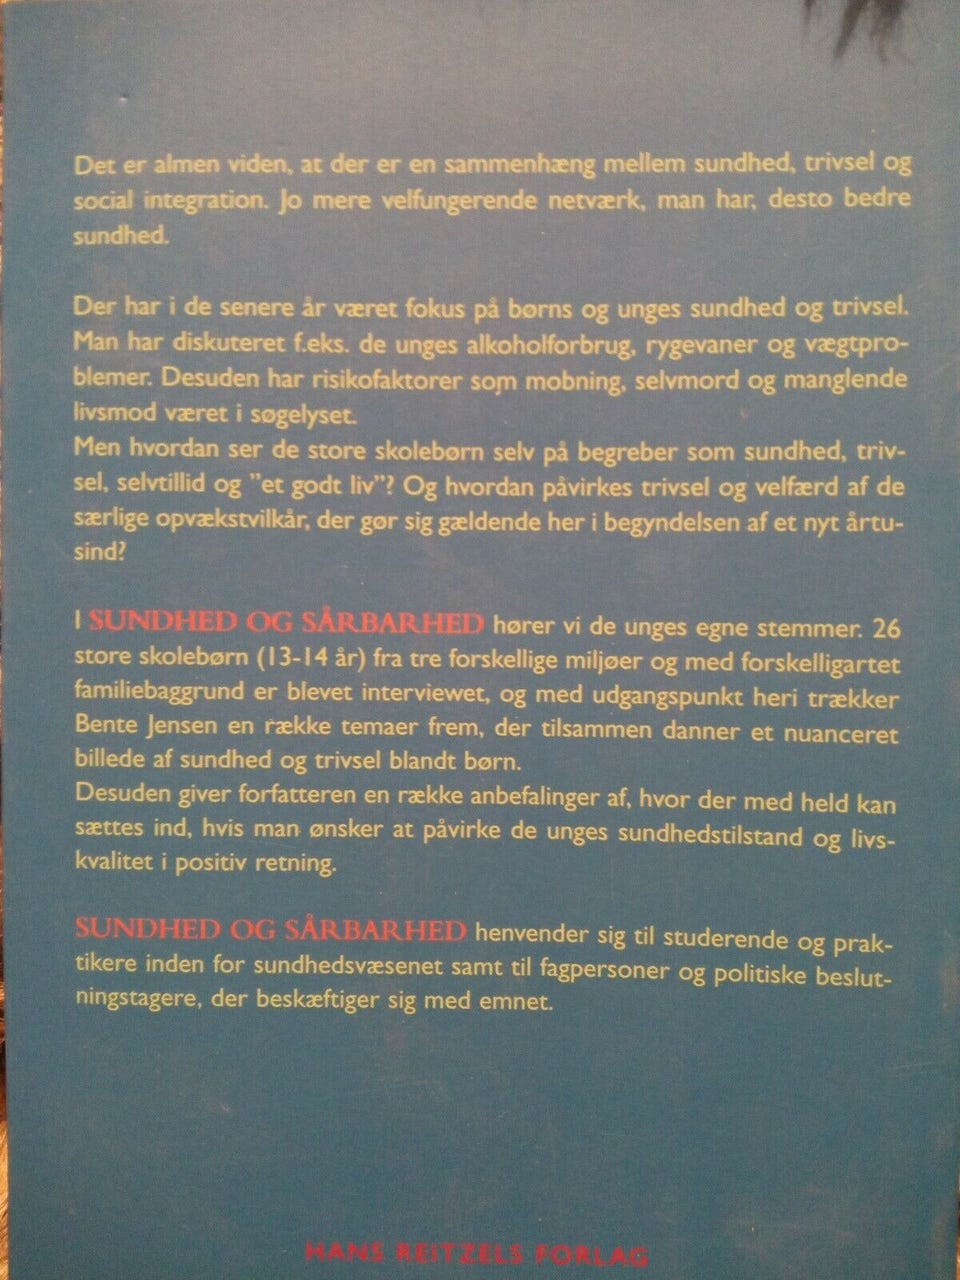 Det er almen viden, at der er en sammenhæng mellem sundhed, trivsel og
social integration. Jo mere velfungerende netværk, man har, desto bedre
sundhed.
Der har i de senere år været fokus på børns og unges sundhed og trivsel.
Man har diskuteret f.eks. de unges alkoholforbrug, rygevaner og vægtpro-
blemer. Desuden har risikofaktorer som mobning, selvmord og manglende
livsmod været i søgelyset.
Men hvordan ser de store skolebørn selv på begreber som sundhed, triv-
sel, selvtillid og "et godt liv"? Og hvordan påvirkes trivsel og velfærd af de
særlige opvækstvilkår, der gør sig gældende her i begyndelsen af et nyt årtu-
sind?
I SUNDHED OG SÅRBARHED hører vi de unges egne stemmer. 26
store skolebørn (13-14 år) fra tre forskellige miljøer og med forskelligartet
familiebaggrund er blevet interviewet, og med udgangspunkt heri trækker
Bente Jensen en række temaer frem, der tilsammen danner et nuanceret
billede af sundhed og trivsel blandt børn.
Desuden giver forfatteren en række anbefalinger af, hvor der med held kan
sættes ind, hvis man ønsker at påvirke de unges sundhedstilstand og livs-
kvalitet i positiv retning.
SUNDHED OG SÅRBARHED henvender sig til studerende og prak-
tikere inden for sundhedsvæsenet samt til fagpersoner og politiske beslut-
ningstagere, der beskæftiger sig med emnet.
HANS REITZELS FORLAG